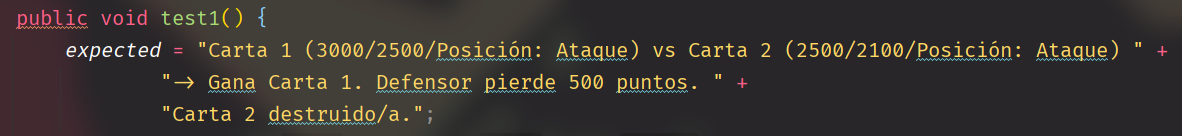 public void test1() {
expected = "Carta 1 (3000/2500/Posición: Ataque) vs Carta 2 (2500/2100/Posición: Ataque) " +
"→ Gana Carta 1. Defensor pierde 500 puntos. " +
"Carta 2 destruido/a.";